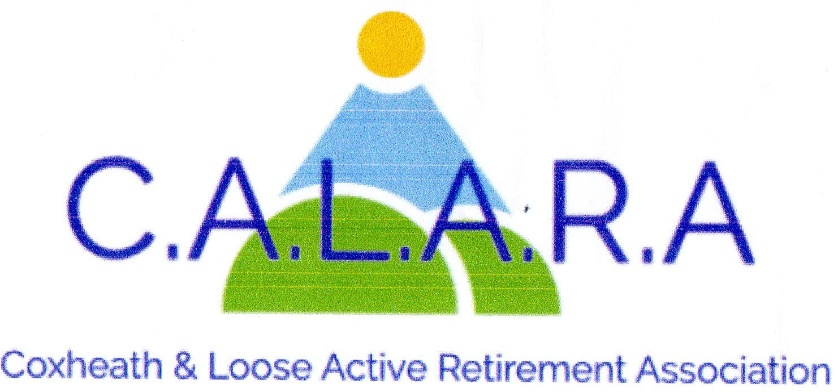 C.A.L.A.R.A
Coxheath & Loose Active Retirement Association